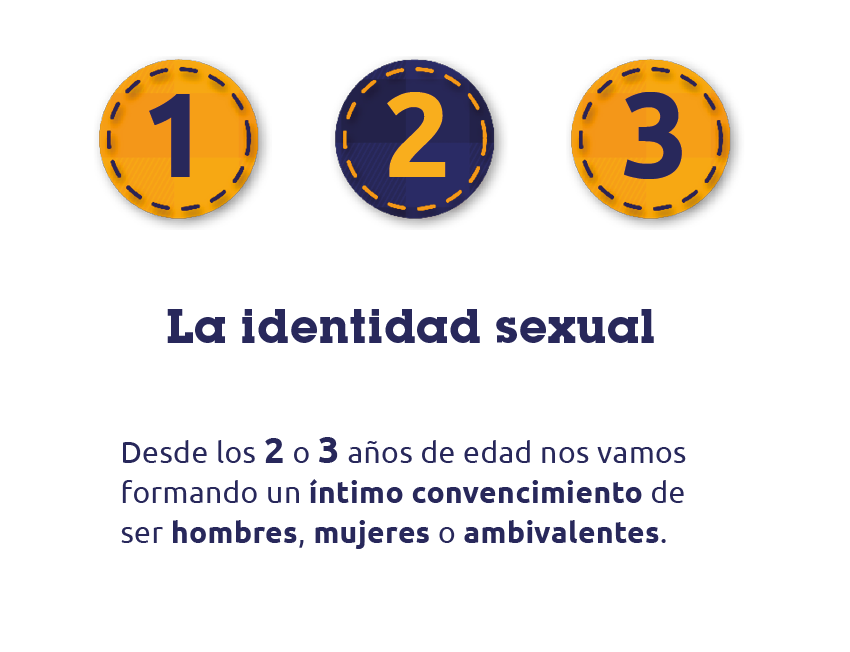 1 2 3
La identidad sexual
Desde los 2 o 3 años de edad nos vamos
formando un íntimo convencimiento de
ser hombres, mujeres o ambivalentes.